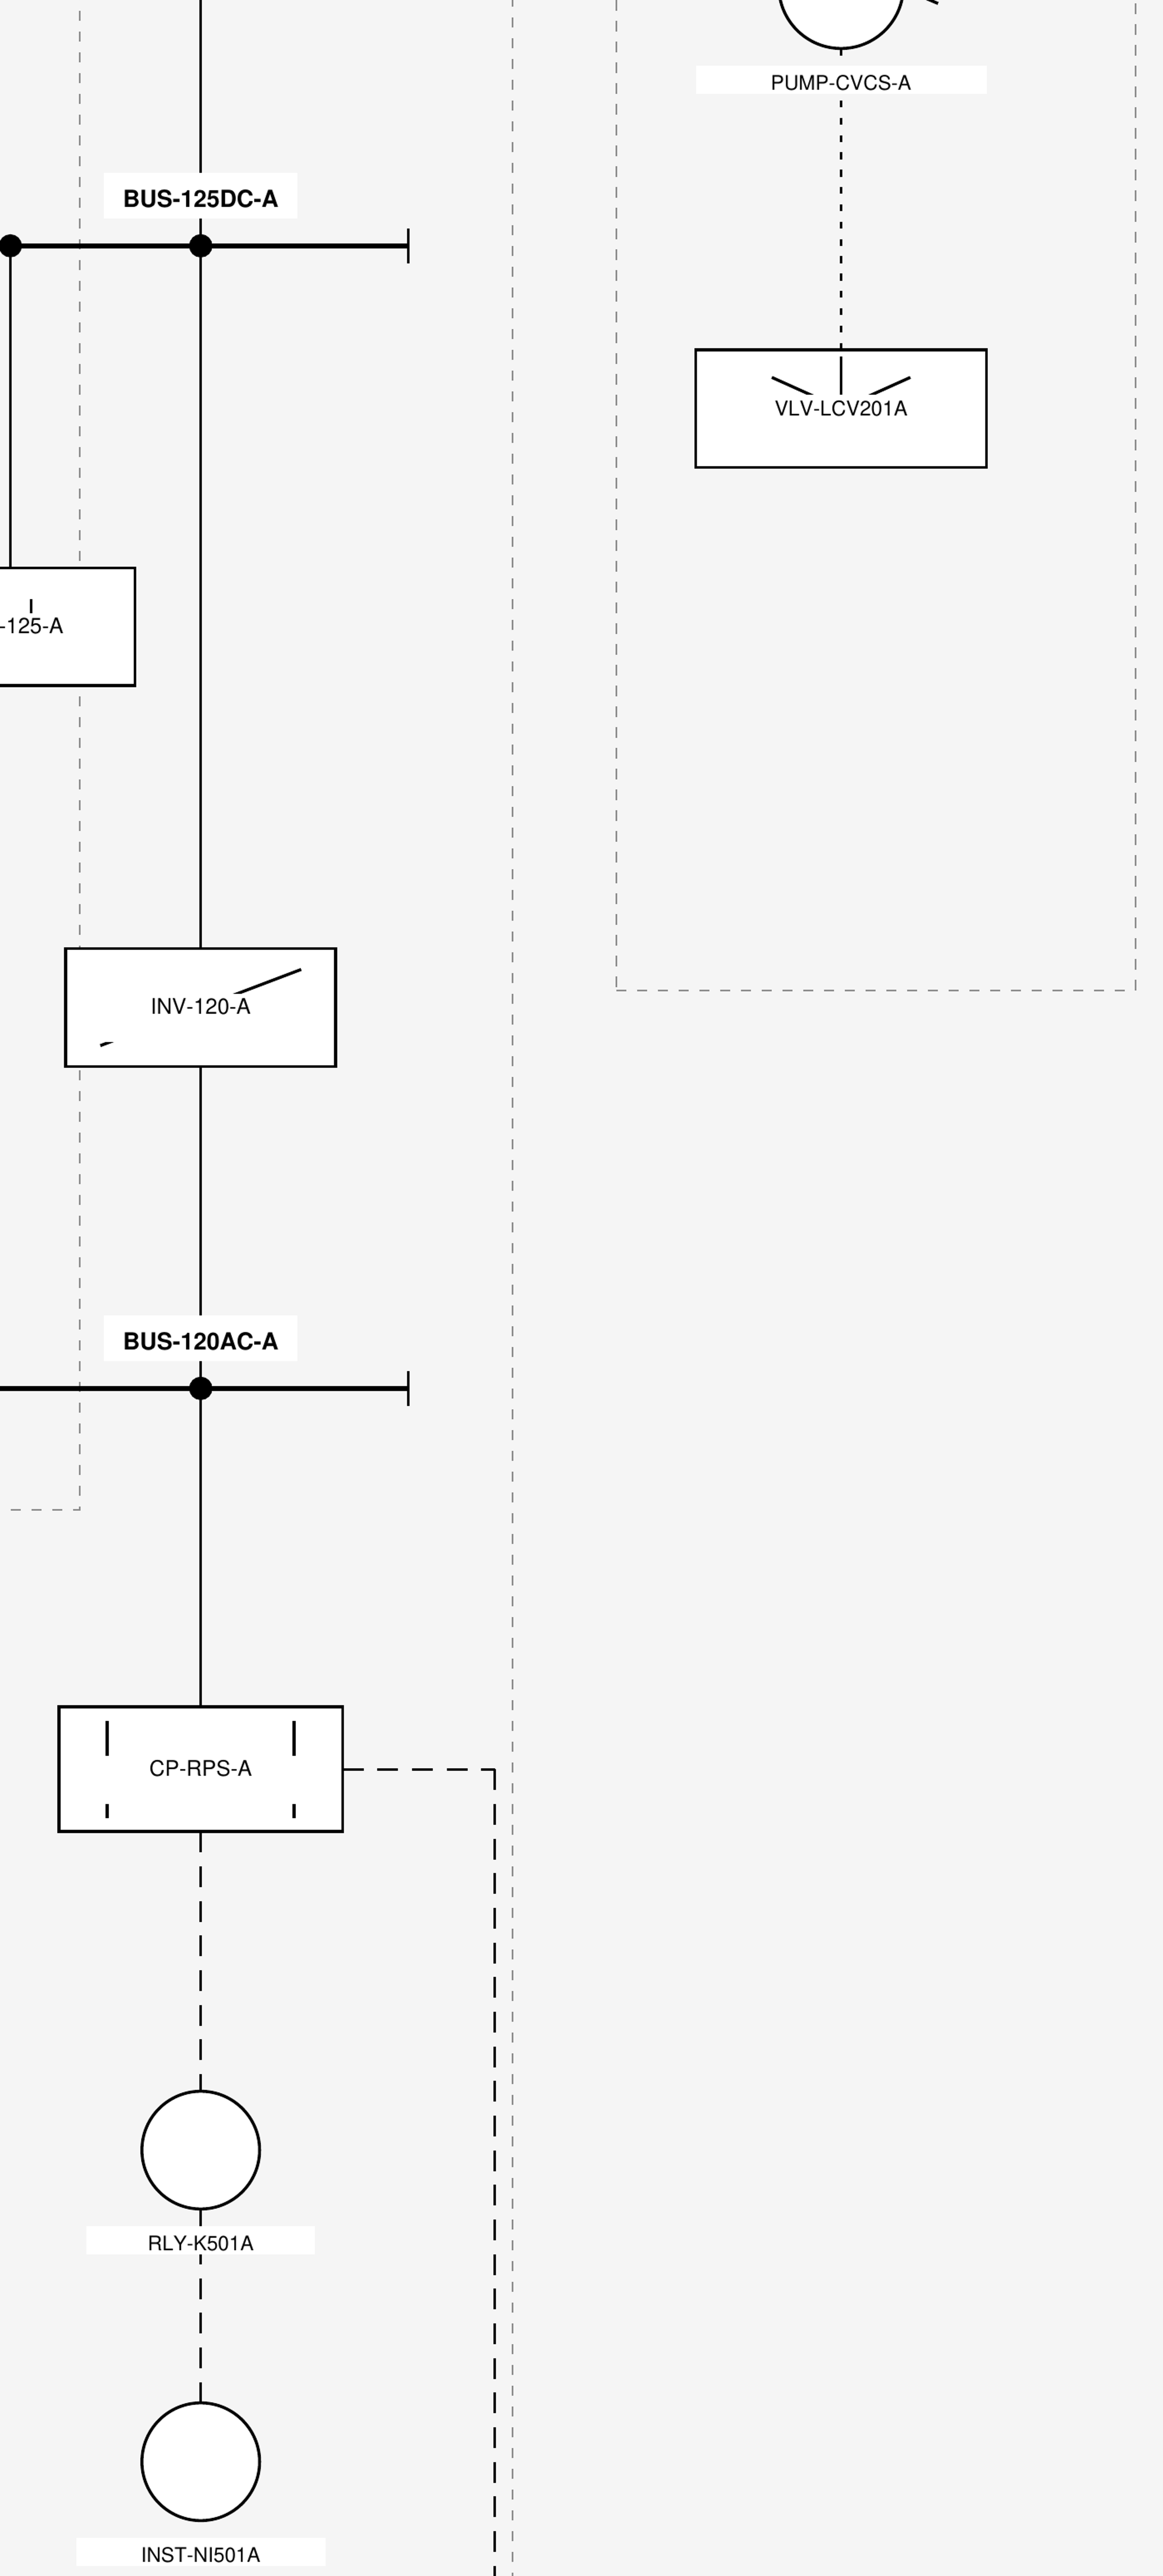 PUMP-CVCS-A
BUS-125DC-A
VLV-LCV201A
-125-A
INV-120-A
BUS-120AC-A
CP-RPS-A
RLY-K501A
INST-NI501A